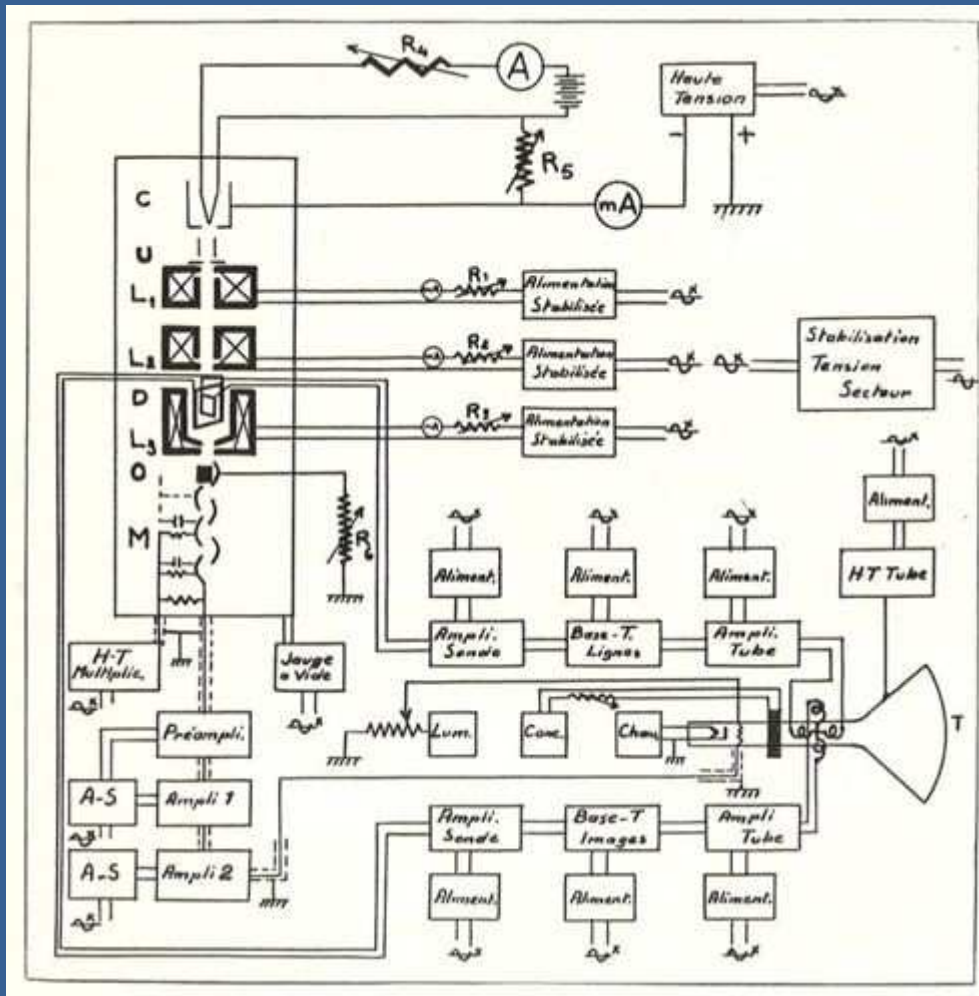 R4
A
Haute
Tension
-
+
R5
mA
C
U
L1
R1
Alimentation
Stabilisée
L2
R2
Alimentation
Stabilisée
Stabilisation
Tension
Secteur
D
R3
Alimentation
Stabilisée
L3
O
M
Aliment.
Aliment.
Aliment.
Aliment.
H-T Tube
H-T
Multiplic.
Jauge
a Vide
Ampli.
Sonde
Base-T.
Lignes
Ampli.
Tube
Lum.
Conc.
Chau.
T
Préampli.
A-S
Ampli 1
A-S
Ampli 2
Ampli.
Sonde
Base-T
Images
Ampli
Tube
Aliment.
Aliment.
Aliment.